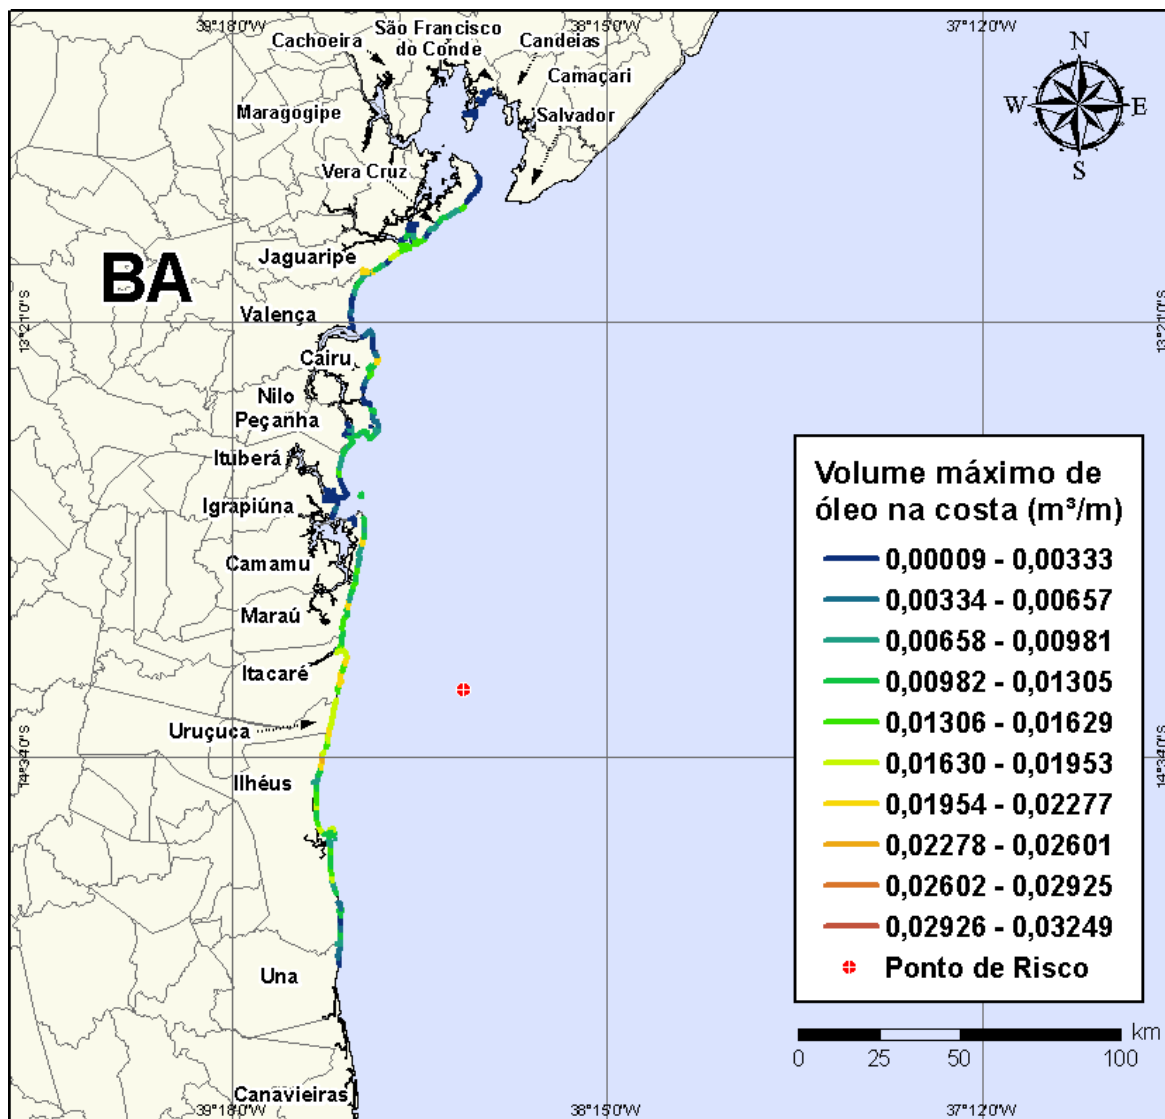 39°18'0"W
38°15'0"W
37°12'0"W
São Francisco
do Conde
Cachoeira
Candeias
Camaçari
Maragogipe
Salvador
N
W
E
S
Vera Cruz
Jaguaripe
BA
Valença
13°21'0"S
13°21'0"S
Cairu
Nilo
Peçanha
Ituberá
Igrapiúna
Camamu
Maraú
Itacaré
Uruçuca
14°34'0"S
14°34'0"S
Ilhéus
Una
Canavieiras
Volume máximo de
óleo na costa (m³/m)
0,00009 - 0,00333
0,00334 - 0,00657
0,00658 - 0,00981
0,00982 - 0,01305
0,01306 - 0,01629
0,01630 - 0,01953
0,01954 - 0,02277
0,02278 - 0,02601
0,02602 - 0,02925
0,02926 - 0,03249
Ponto de Risco
km
0 25 50 100
39°18'0"W
38°15'0"W
37°12'0"W